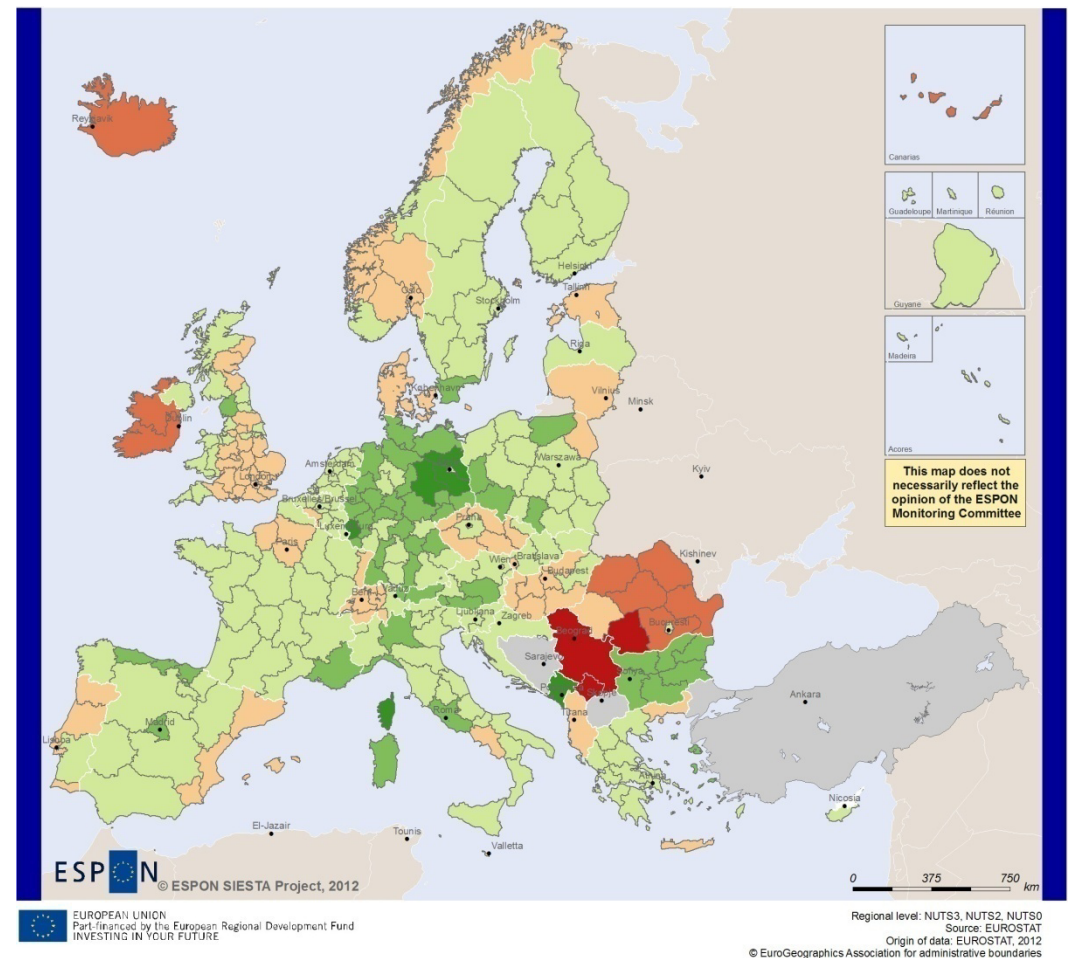 Reykjavik
Canarias
Guadeloupe
Martinique
Réunion
Guyane
Madeira
Acores
This map does not
necessarily reflect the
opinion of the ESPON
Monitoring Committee
Helsinki
Oslo
Tallinn
Stockholm
Riga
København
Vilnius
Minsk
Dublin
Amsterdam
Warszawa
London
Kyiv
Bruxelles/Brussel
Luxembourg
Praha
Paris
Kishinev
Wien
Bratislava
Budapest
Bern
Vaduz
Ljubljana
Zagreb
Bucuresti
Beograd
Sarajevo
Sofiya
Skopje
Roma
Tirana
Ankara
Madrid
Lisboa
Athina
Nicosia
El-Jazair
Tounis
Valletta
ESPON
© ESPON SIESTA Project, 2012
0 375 750
km
EUROPEAN UNION
Part-financed by the European Regional Development Fund
INVESTING IN YOUR FUTURE
Regional level: NUTS3, NUTS2, NUTS0
Source: EUROSTAT
Origin of data: EUROSTAT, 2012
© EuroGeographics Association for administrative boundaries